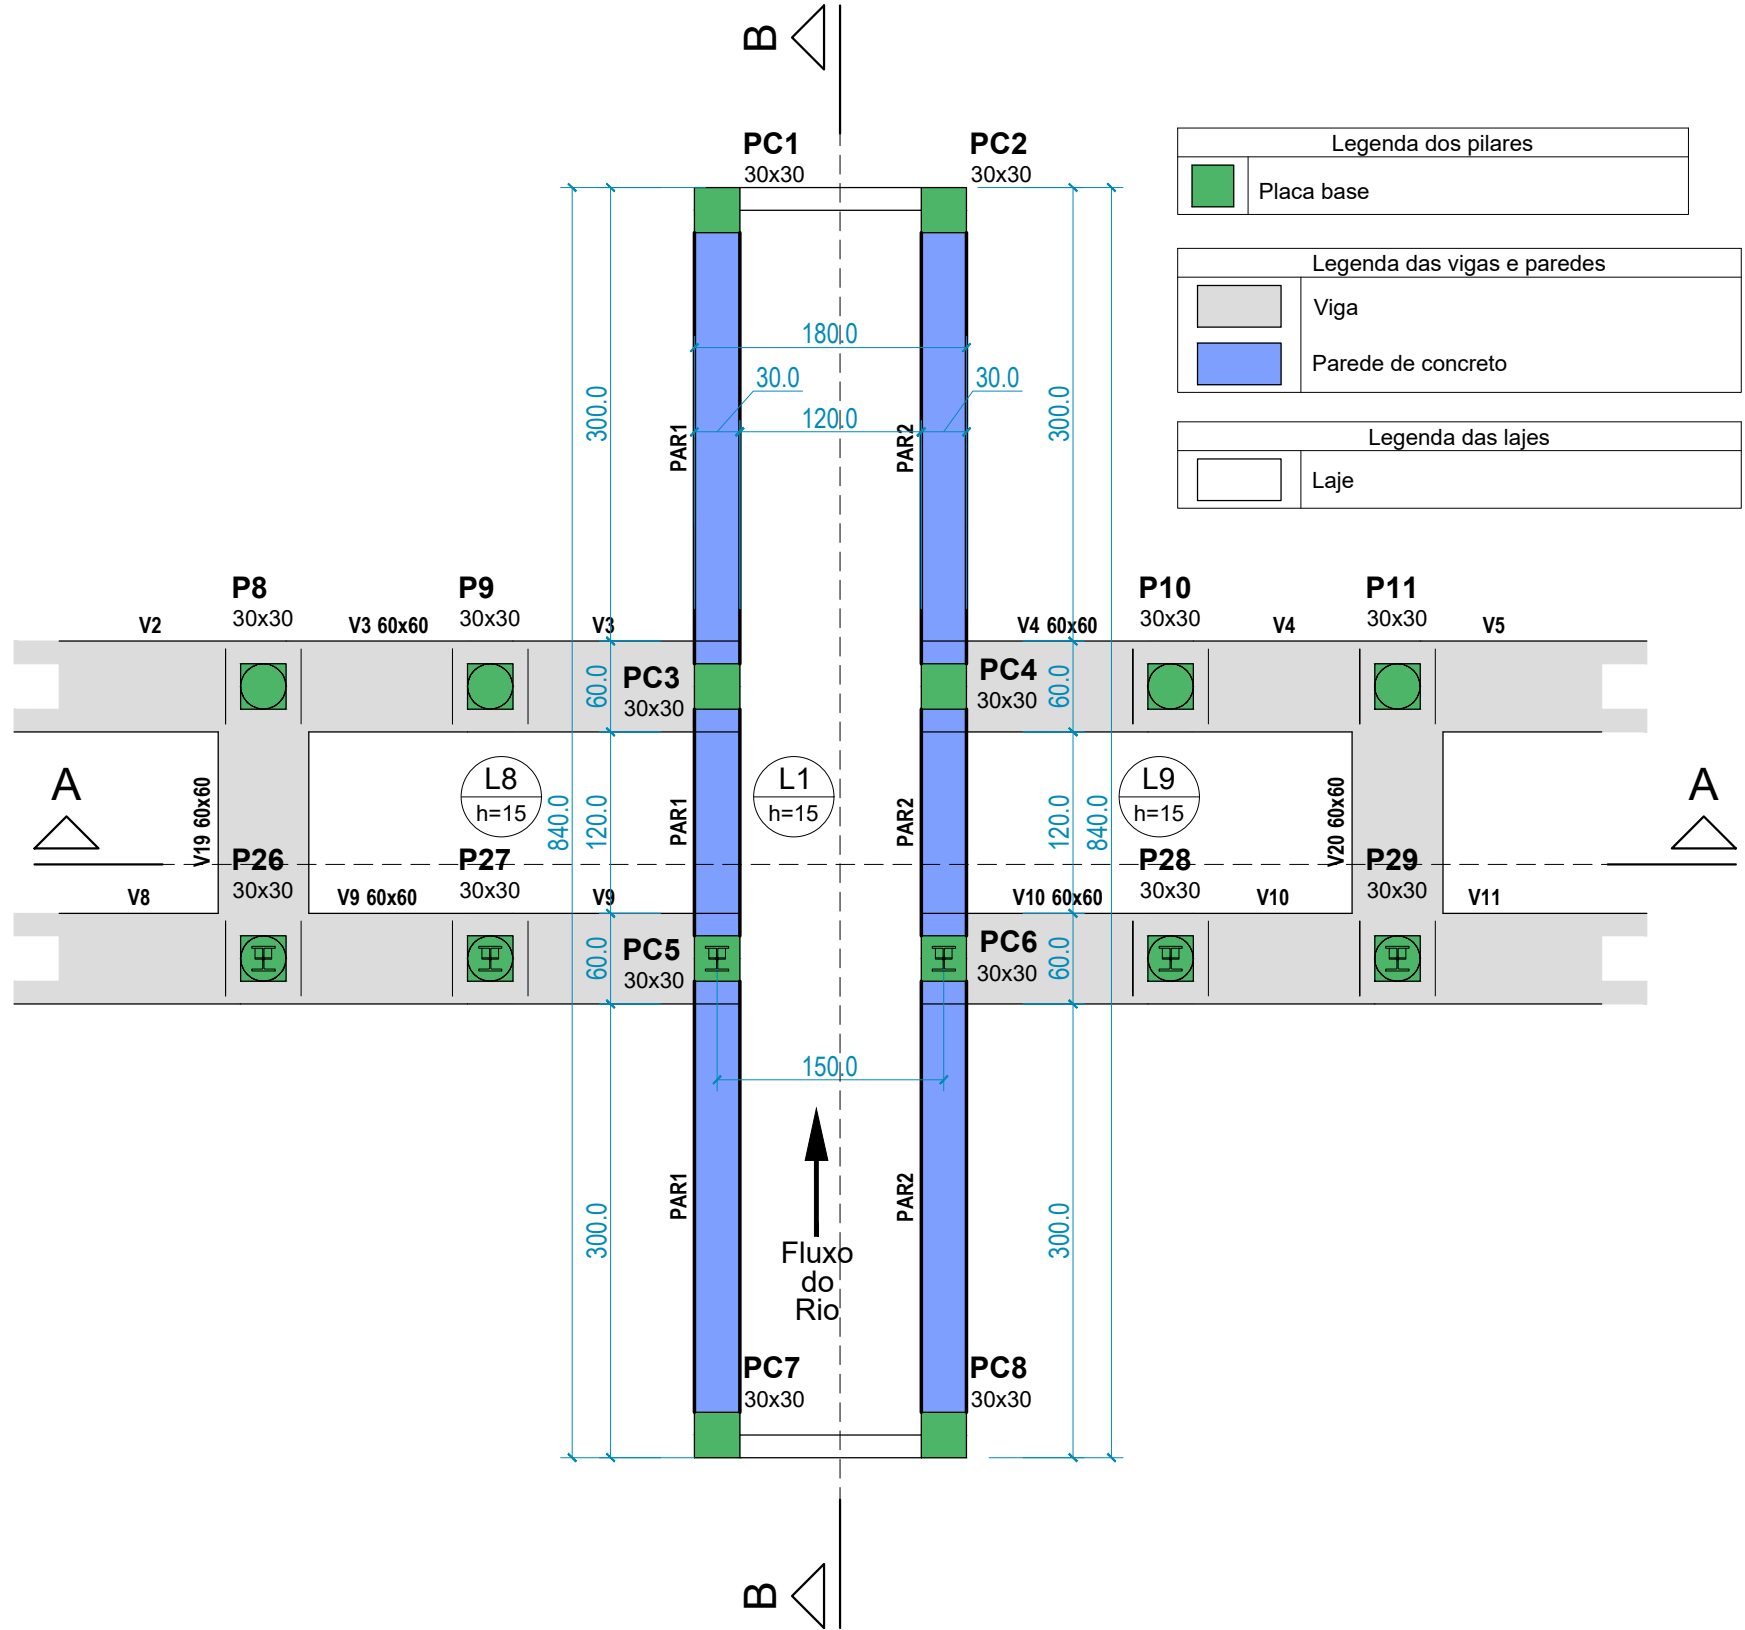 B
PC1
30x30
PC2
30x30
Legenda dos pilares
Placa base
Legenda das vigas e paredes
Viga
Parede de concreto
Legenda das lajes
Laje
180.0
30.0
30.0
120.0
300.0
300.0
PAR1
PAR2
P8
30x30
P9
30x30
P10
30x30
P11
30x30
V2
V3 60x60
V3
V4 60x60
V4
V5
PC3
30x30
60.0
PC4
30x30
60.0
A
V19 60x60
L8
h=15
840.0
120.0
PAR1
L1
h=15
PAR2
120.0
840.0
L9
h=15
V20 60x60
A
P26
30x30
P27
30x30
P28
30x30
P29
30x30
V8
V9 60x60
V9
V10 60x60
V10
V11
PC5
30x30
60.0
PC6
30x30
60.0
150.0
300.0
PAR1
PAR2
300.0
Fluxo
do
Rio
PC7
30x30
PC8
30x30
B